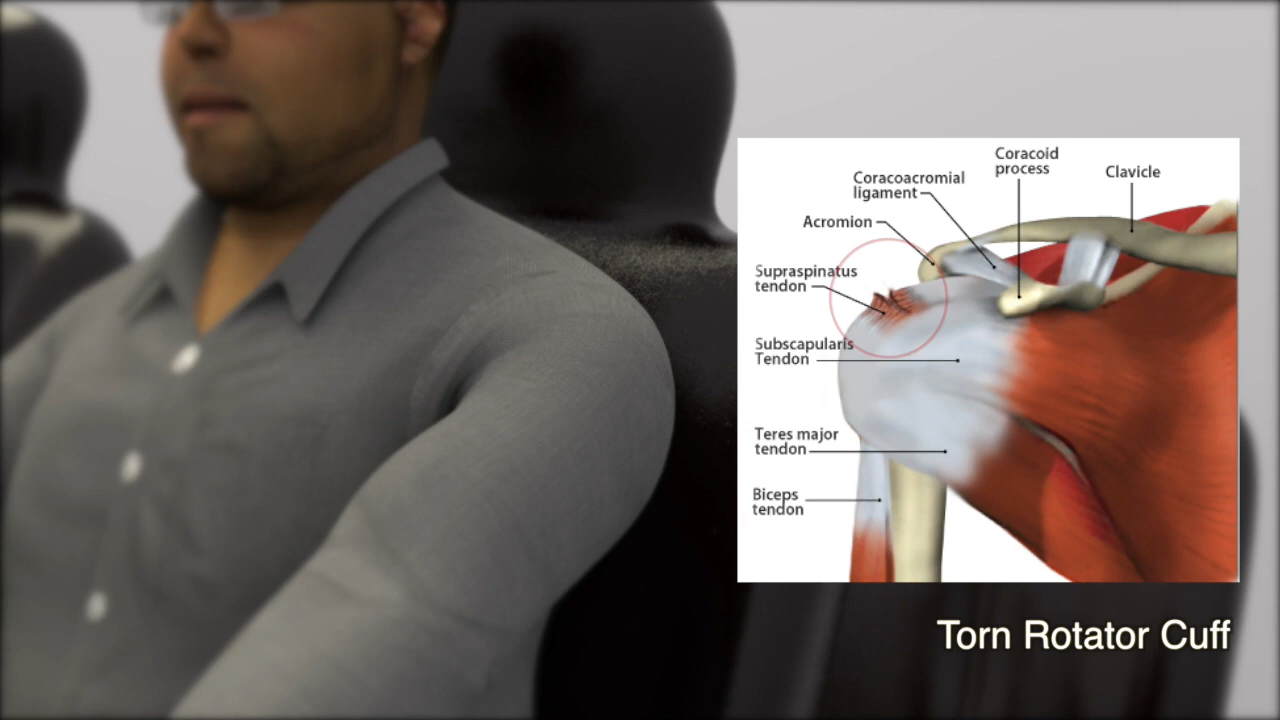 Coracoid
process
Clavicle
Coracoacromial
ligament
Acromion
Supraspinatus
tendon
Subscapularis
Tendon
Teres major
tendon
Biceps
tendon
Torn Rotator Cuff